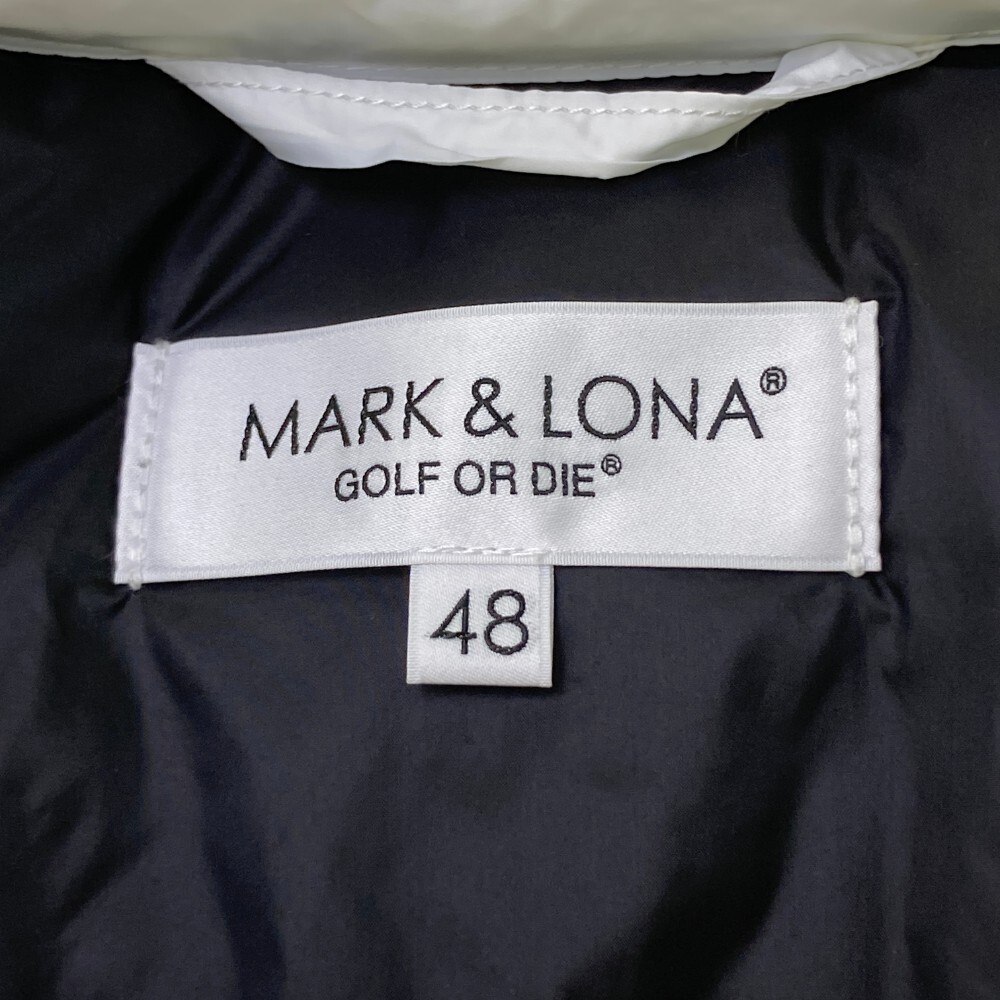 MARK & LONA®
GOLF OR DIE®
48